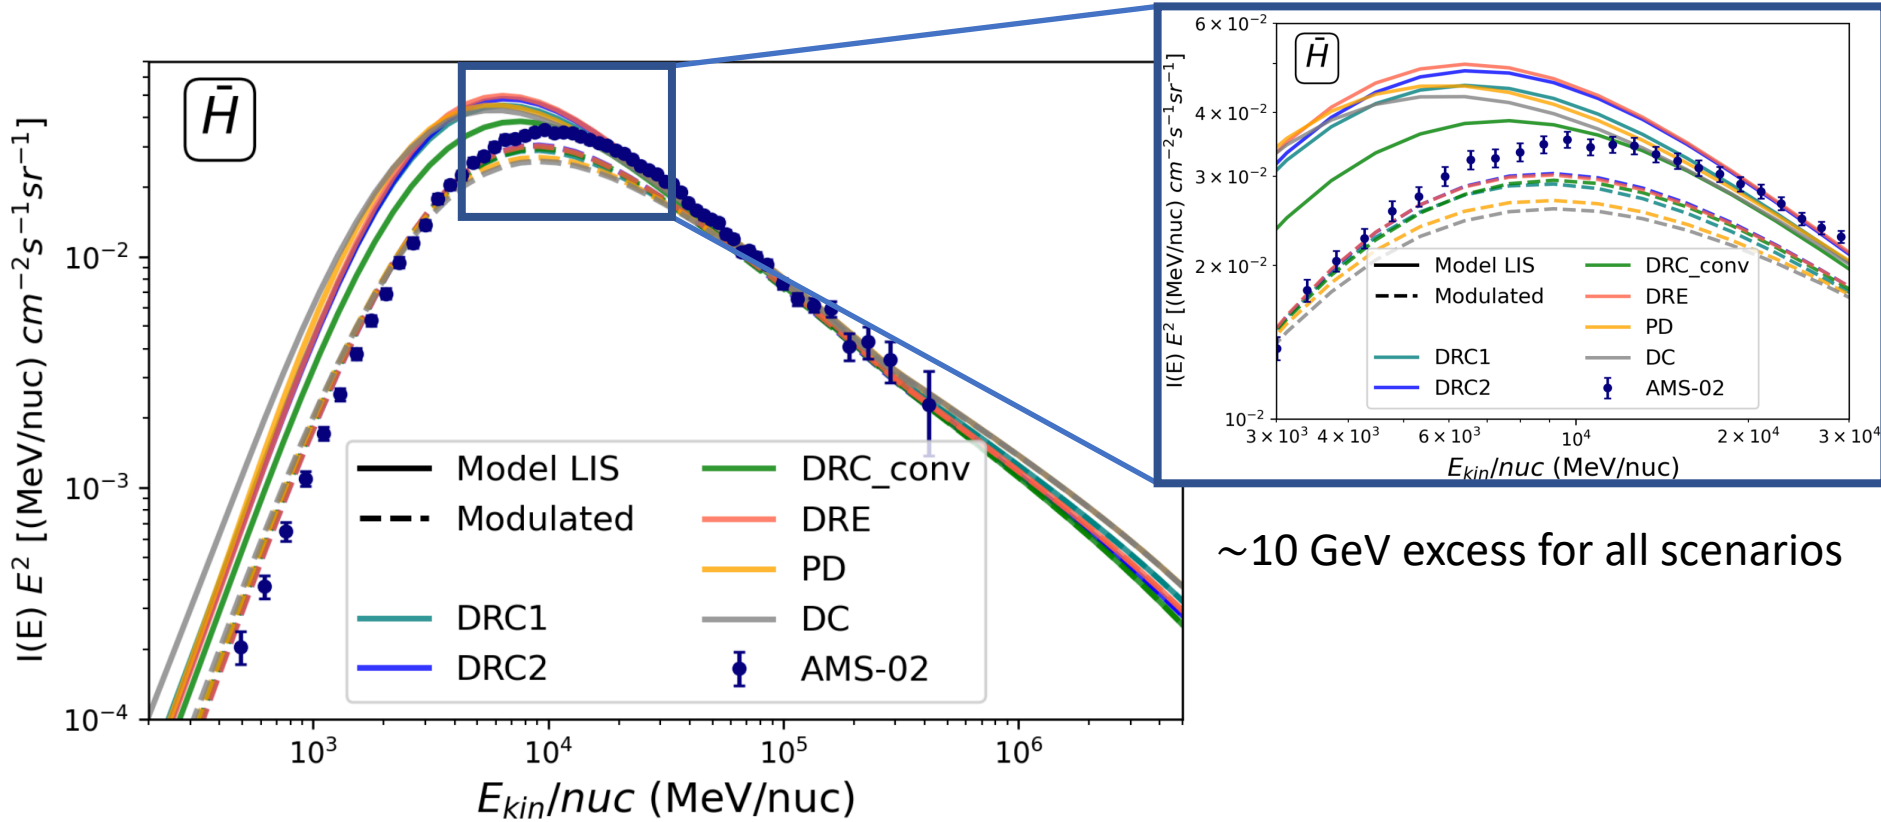 H̄
I(E) E² [(MeV/nuc) cm⁻²s⁻¹sr⁻¹]
10⁻²
10⁻³
10⁻⁴
10³
10⁴
10⁵
10⁶
E_kin/nuc (MeV/nuc)
Model LIS
Modulated
DRC1
DRC2
DRC_conv
DRE
PD
DC
AMS-02
H̄
I(E) E² [(MeV/nuc) cm⁻²s⁻¹sr⁻¹]
6 × 10⁻²
4 × 10⁻²
3 × 10⁻²
2 × 10⁻²
10⁻²
3 × 10³
4 × 10³
6 × 10³
10⁴
2 × 10⁴
3 × 10⁴
E_kin/nuc (MeV/nuc)
Model LIS
Modulated
DRC1
DRC2
DRC_conv
DRE
PD
DC
AMS-02
~10 GeV excess for all scenarios